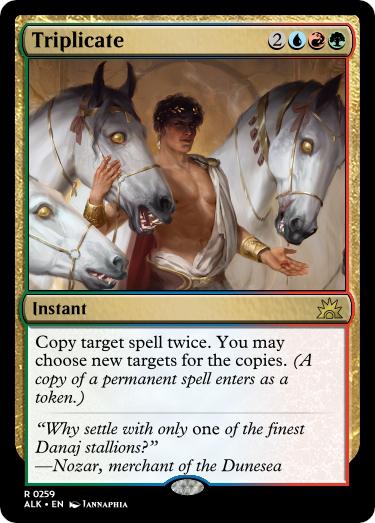 Triplicate 2
Instant
Copy target spell twice. You may
choose new targets for the copies. (A
copy of a permanent spell enters as a
token.)
“Why settle with only one of the finest
Danaj stallions?”
—Nozar, merchant of the Dunesea
R 0259
ALK • EN Jannaphia